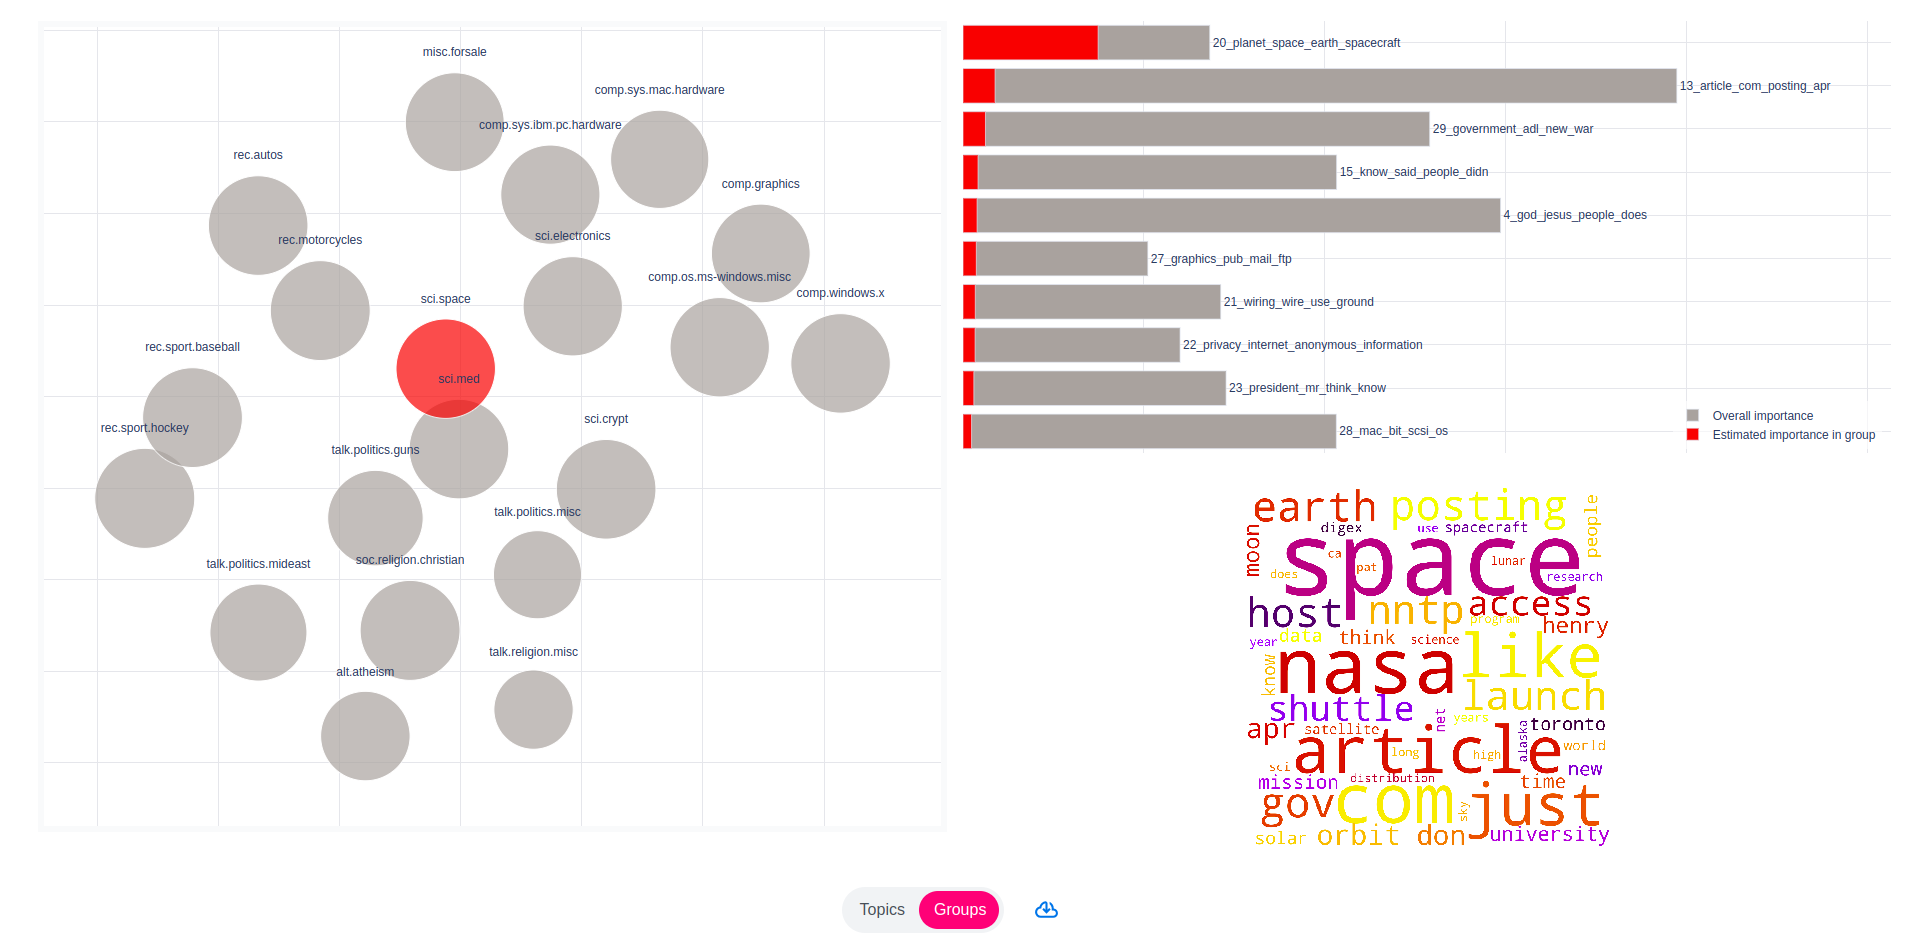 misc.forsale
comp.sys.mac.hardware
comp.sys.ibm.pc.hardware
rec.autos
comp.graphics
rec.motorcycles
sci.electronics
comp.os.ms-windows.misc
comp.windows.x
sci.space
rec.sport.baseball
sci.med
sci.crypt
rec.sport.hockey
talk.politics.guns
talk.politics.misc
talk.politics.mideast
soc.religion.christian
talk.religion.misc
alt.atheism
20_planet_space_earth_spacecraft
13_article_com_posting_apr
29_government_adl_new_war
15_know_said_people_didn
4_god_jesus_people_does
27_graphics_pub_mail_ftp
21_wiring_wire_use_ground
22_privacy_internet_anonymous_information
23_president_mr_think_know
28_mac_bit_scsi_os
Overall importance
Estimated importance in group
earth posting people
moon digex use spacecraft
space
ca pat lunar
does research
host nntp access
program henry
year data think science
know nasa like
shuttle launch
net years toronto
apr satellite alaska
article world
long high
sci new
mission distribution time
gov com sky just
solar orbit don university
Topics Groups